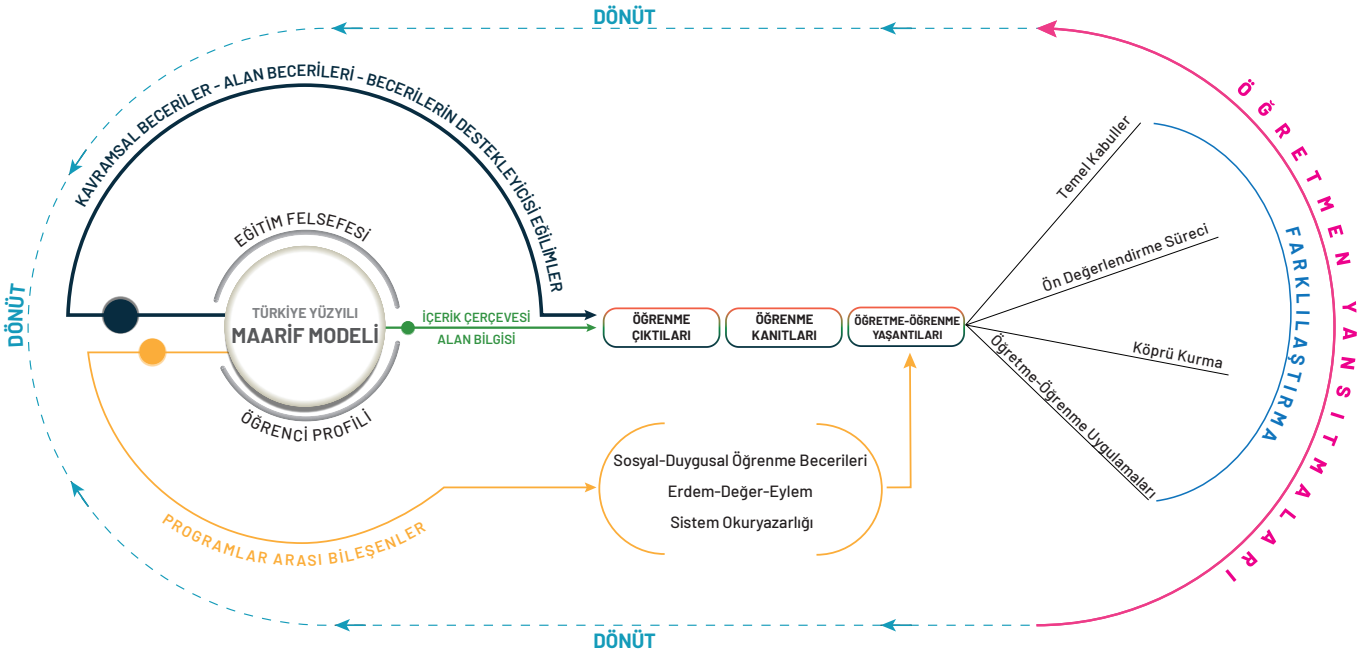 DÖNÜT
KAVRAMSAL BECERİLER - ALAN BECERİLERİ - BECERİLERİN DESTEKLEYİCİSİ EĞİLİMLER
EĞİTİM FELSEFESİ
TÜRKİYE YÜZYILI
MAARİF MODELİ
ÖĞRENCİ PROFİLİ
DÖNÜT
İÇERİK ÇERÇEVESİ
ALAN BİLGİSİ
ÖĞRENME
ÇIKTILARI
ÖĞRENME
KANITLARI
ÖĞRETME-ÖĞRENME
YAŞANTILARI
Temel Kabuller
Ön Değerlendirme Süreci
Köprü Kurma
Öğretme-Öğrenme Uygulamaları
FARKLILAŞTIRMA
ÖĞRETMEN YANSITMALARI
PROGRAMLAR ARASI BİLEŞENLER
Sosyal-Duygusal Öğrenme Becerileri
Erdem-Değer-Eylem
Sistem Okuryazarlığı
DÖNÜT